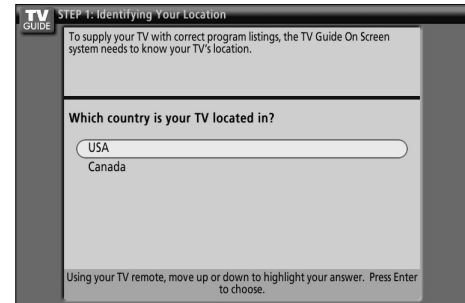 TV
GUIDE
STEP 1: Identifying Your Location
To supply your TV with correct program listings, the TV Guide On Screen
system needs to know your TV's location.
Which country is your TV located in?
USA
Canada
Using your TV remote, move up or down to highlight your answer. Press Enter
to choose.